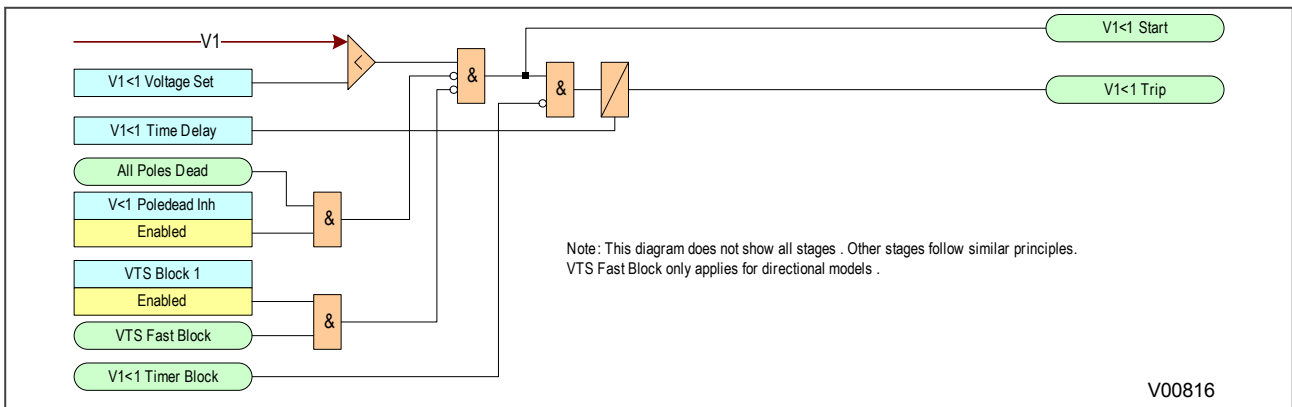 V1
V1<1 Start
V1<1 Voltage Set
<
&
&
V1<1 Trip
V1<1 Time Delay
All Poles Dead
V<1 Poledead Inh
Enabled
&
VTS Block 1
Enabled
&
VTS Fast Block
V1<1 Timer Block
Note: This diagram does not show all stages . Other stages follow similar principles.
VTS Fast Block only applies for directional models .
V00816